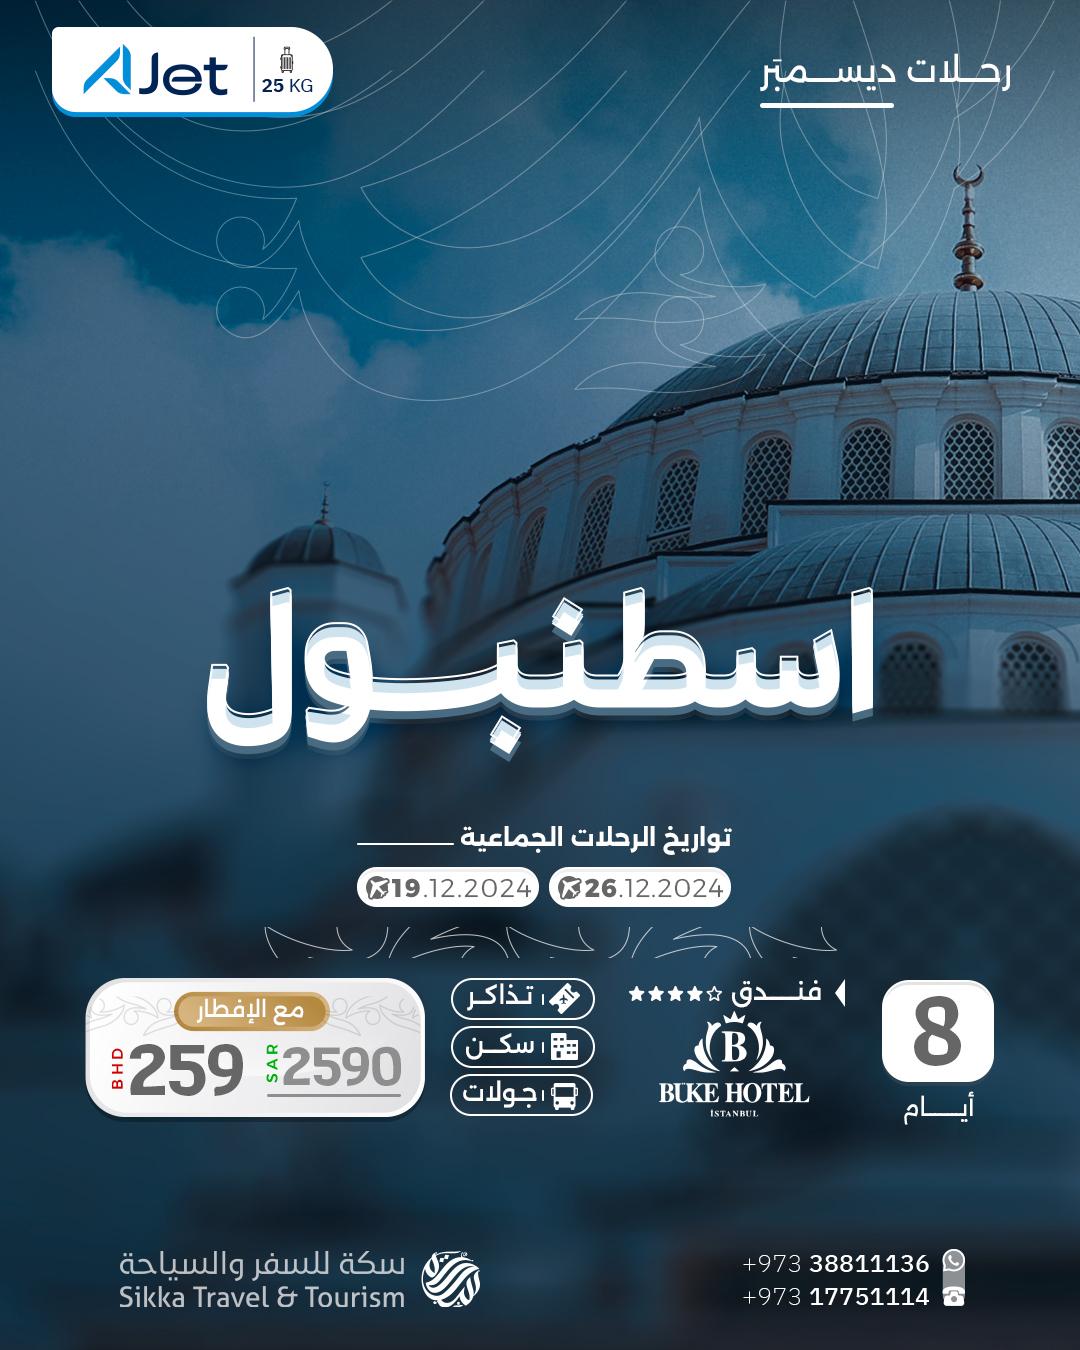 AJet
25 KG
رحلات ديسمبر
اسطنبول
تواريخ الرحلات الجماعية
19.12.2024
26.12.2024
8
أيام
فندق
B
BUKE HOTEL
İSTANBUL
تذاكر
سكن
جولات
مع الإفطار
BHD 259
SAR 2590
سكة للسفر والسياحة
Sikka Travel & Tourism
+973 38811136
+973 17751114